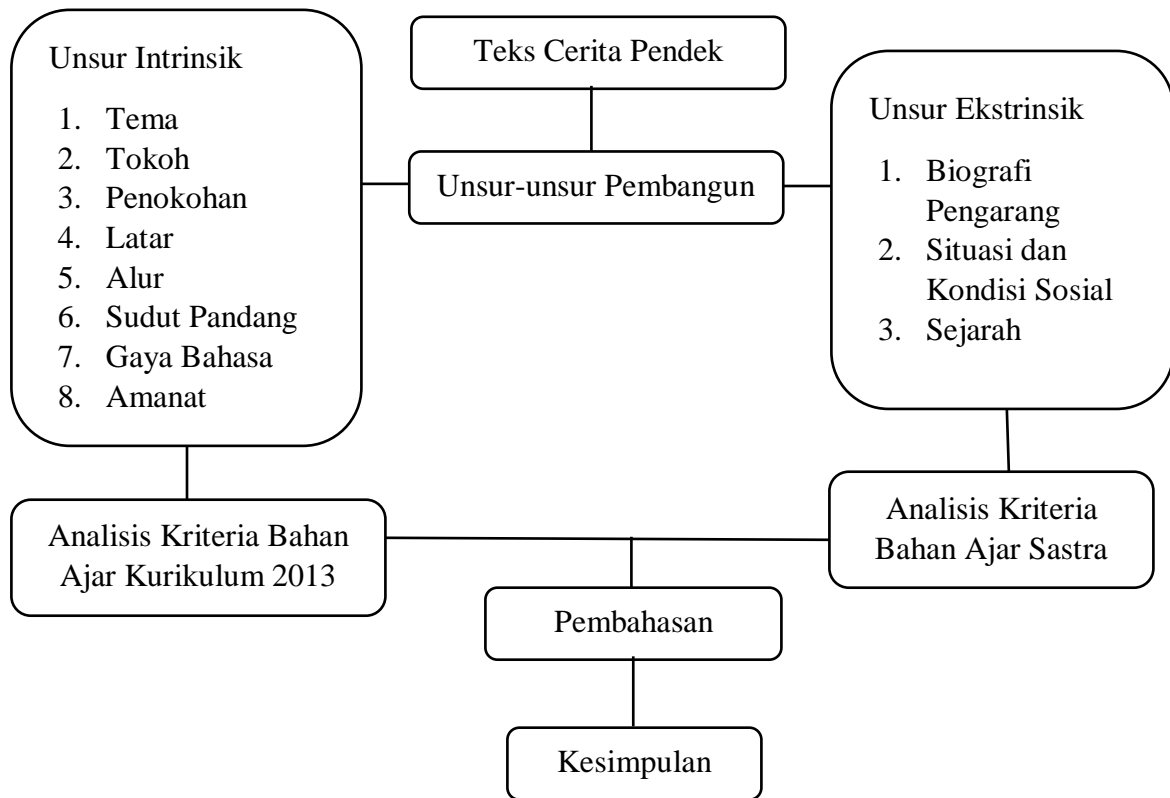 Teks Cerita Pendek
Unsur-unsur Pembangun
Unsur Intrinsik
1. Tema
2. Tokoh
3. Penokohan
4. Latar
5. Alur
6. Sudut Pandang
7. Gaya Bahasa
8. Amanat
Unsur Ekstrinsik
1. Biografi
Pengarang
2. Situasi dan
Kondisi Sosial
3. Sejarah
Analisis Kriteria Bahan
Ajar Kurikulum 2013
Analisis Kriteria
Bahan Ajar Sastra
Pembahasan
Kesimpulan